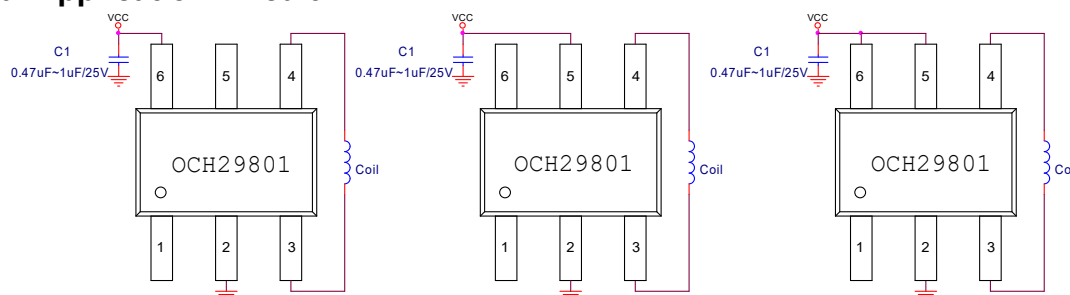 VCC
C1
0.47uF~1uF/25V
6 5 4
OCH29801
Coil
1 2 3
VCC
C1
0.47uF~1uF/25V
6 5 4
OCH29801
Coil
1 2 3
VCC
C1
0.47uF~1uF/25V
6 5 4
OCH29801
1 2 3